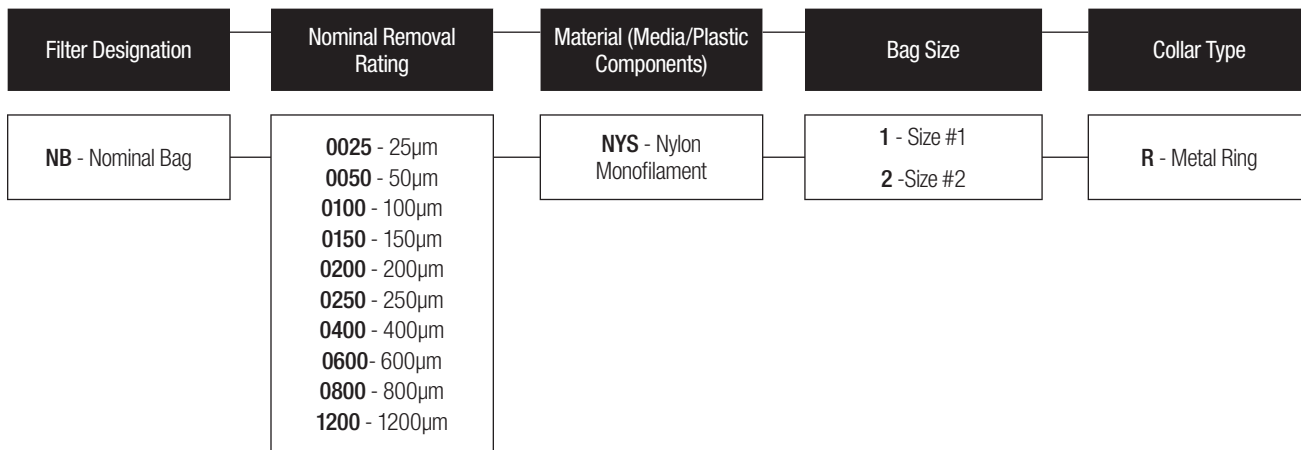 Filter Designation
NB - Nominal Bag
Nominal Removal
Rating
0025 - 25µm
0050 - 50µm
0100 - 100µm
0150 - 150µm
0200 - 200µm
0250 - 250µm
0400 - 400µm
0600- 600µm
0800 - 800µm
1200 - 1200µm
Material (Media/Plastic
Components)
NYS - Nylon
Monofilament
Bag Size
1 - Size #1
2 -Size #2
Collar Type
R - Metal Ring